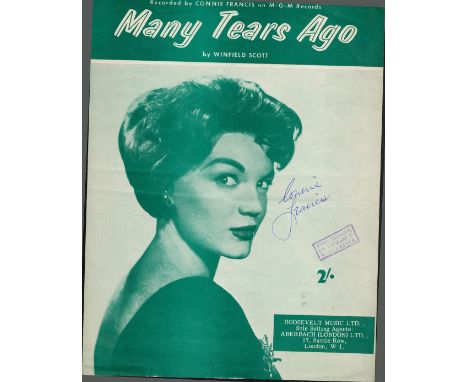 Recorded by CONNIE FRANCIS on M-G-M Records
Many Tears Ago
by WINFIELD SCOTT
Connie
Francis
2/-
ROOSEVELT MUSIC LTD.,
Sole Selling Agents:
ABERBACH (LONDON) LTD.,
17, Savile Row,
London, W. 1.